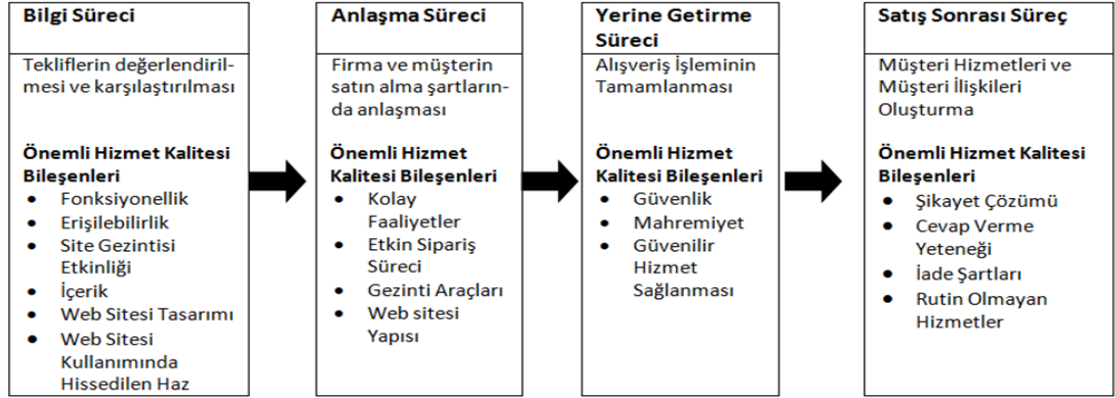 Bilgi Süreci
Tekliflerin değerlendiril-
mesi ve karşılaştırılması
Önemli Hizmet Kalitesi
Bileşenleri
• Fonksiyonellik
• Erişilebilirlik
• Site Gezintisi
Etkinliği
• İçerik
• Web Sitesi Tasarımı
• Web Sitesi
Kullanımında
Hissedilen Haz
Anlaşma Süreci
Firma ve müşterin
satın alma şartların-
da anlaşması
Önemli Hizmet
Kalitesi Bileşenleri
• Kolay
Faaliyetler
• Etkin Sipariş
Süreci
• Gezinti Araçları
• Web sitesi
Yapısı
Yerine Getirme
Süreci
Alışveriş İşleminin
Tamamlanması
Önemli Hizmet
Kalitesi Bileşenleri
• Güvenlik
• Mahremiyet
• Güvenilir
Hizmet
Sağlanması
Satış Sonrası Süreç
Müşteri Hizmetleri ve
Müşteri İlişkileri
Oluşturma
Önemli Hizmet Kalitesi
Bileşenleri
• Şikayet Çözümü
• Cevap Verme
Yeteneği
• İade Şartları
• Rutin Olmayan
Hizmetler